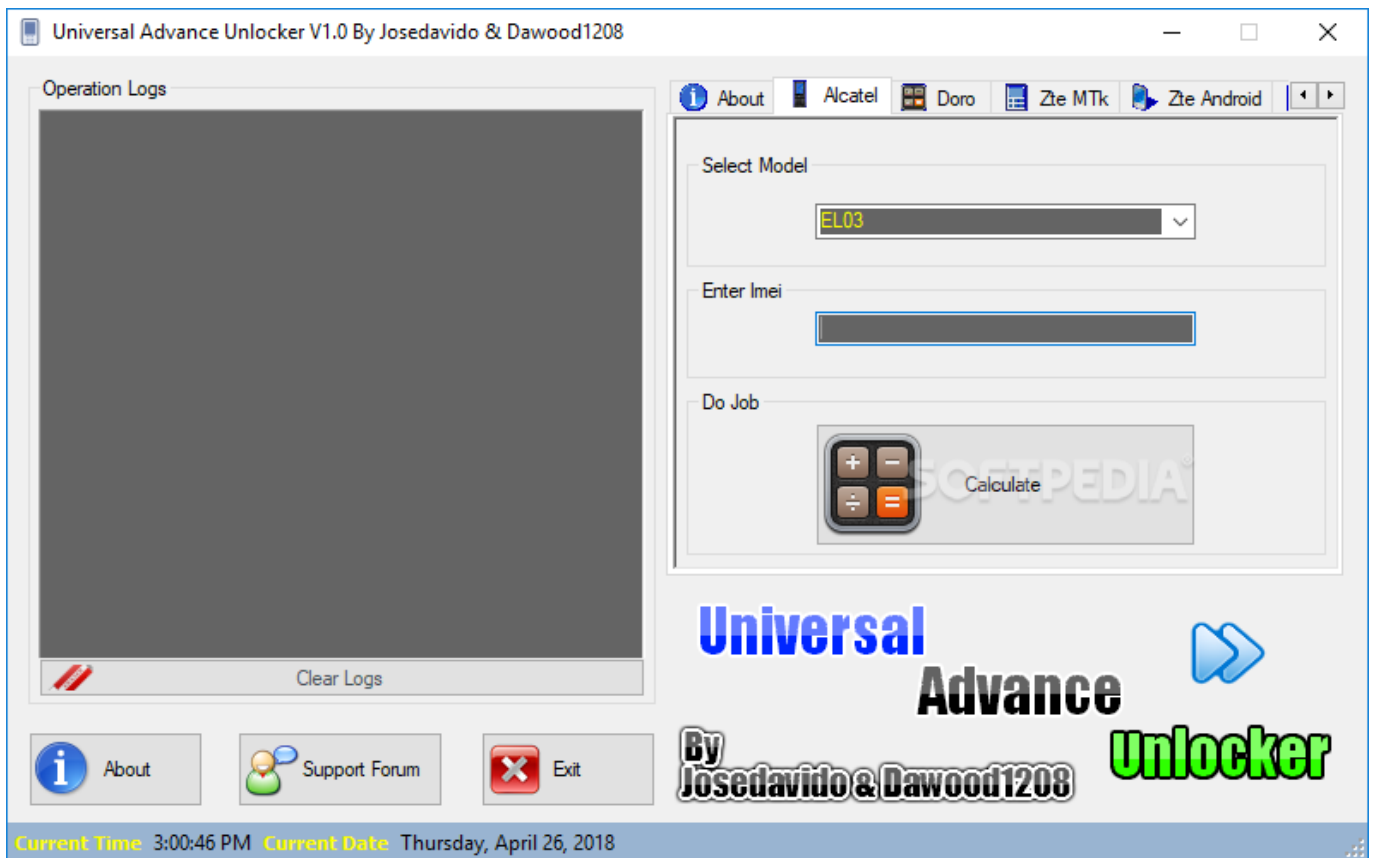 Universal Advance Unlocker V1.0 By Josedavido & Dawood1208
Operation Logs
About Alcatel Doro Zte MTk Zte Android
Select Model
EL03
Enter Imei
Do Job
Calculate
SOFTPEDIA®
Clear Logs
Universal
Advance
Unlocker
By
Josedavido & Dawood1208
About Support Forum Exit
Current Time 3:00:46 PM Current Date Thursday, April 26, 2018